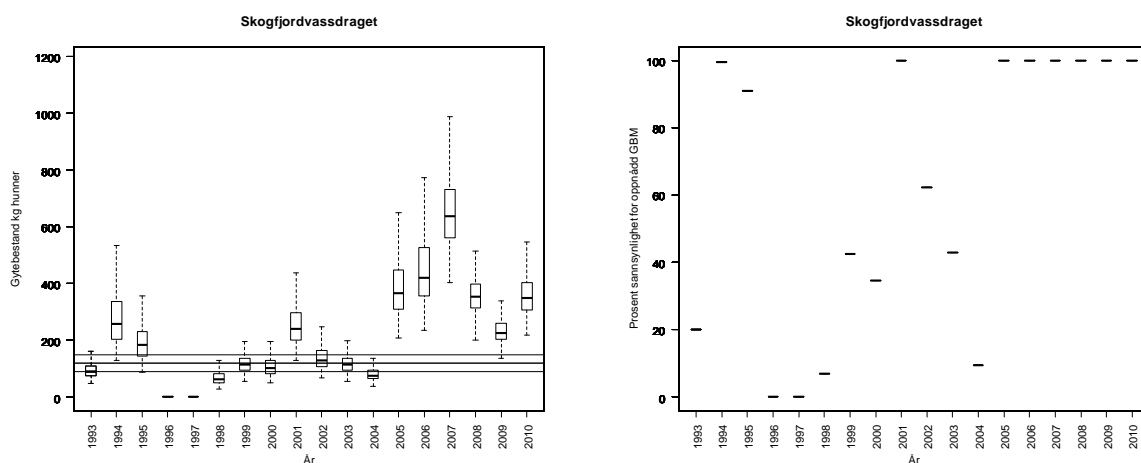 Skogfjordvassdraget
Gytebestand kg hunner
1200
1000
800
600
400
200
0
1993 1994 1995 1996 1997 1998 1999 2000 2001 2002 2003 2004 2005 2006 2007 2008 2009 2010
År
Skogfjordvassdraget
Prosent sannsynlighet for oppnådd GBM
100
80
60
40
20
0
1993 1994 1995 1996 1997 1998 1999 2000 2001 2002 2003 2004 2005 2006 2007 2008 2009 2010
År